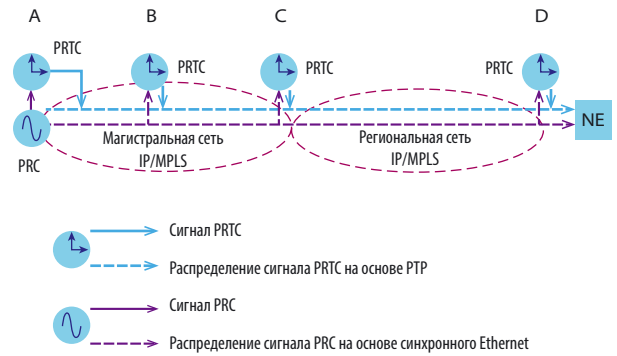 A B C D
PRTC PRTC PRTC PRTC
NE
PRC
Магистральная сеть
IP/MPLS
Региональная сеть
IP/MPLS
Сигнал PRTC
Распределение сигнала PRTC на основе PTP
Сигнал PRC
Распределение сигнала PRC на основе синхронного Ethernet